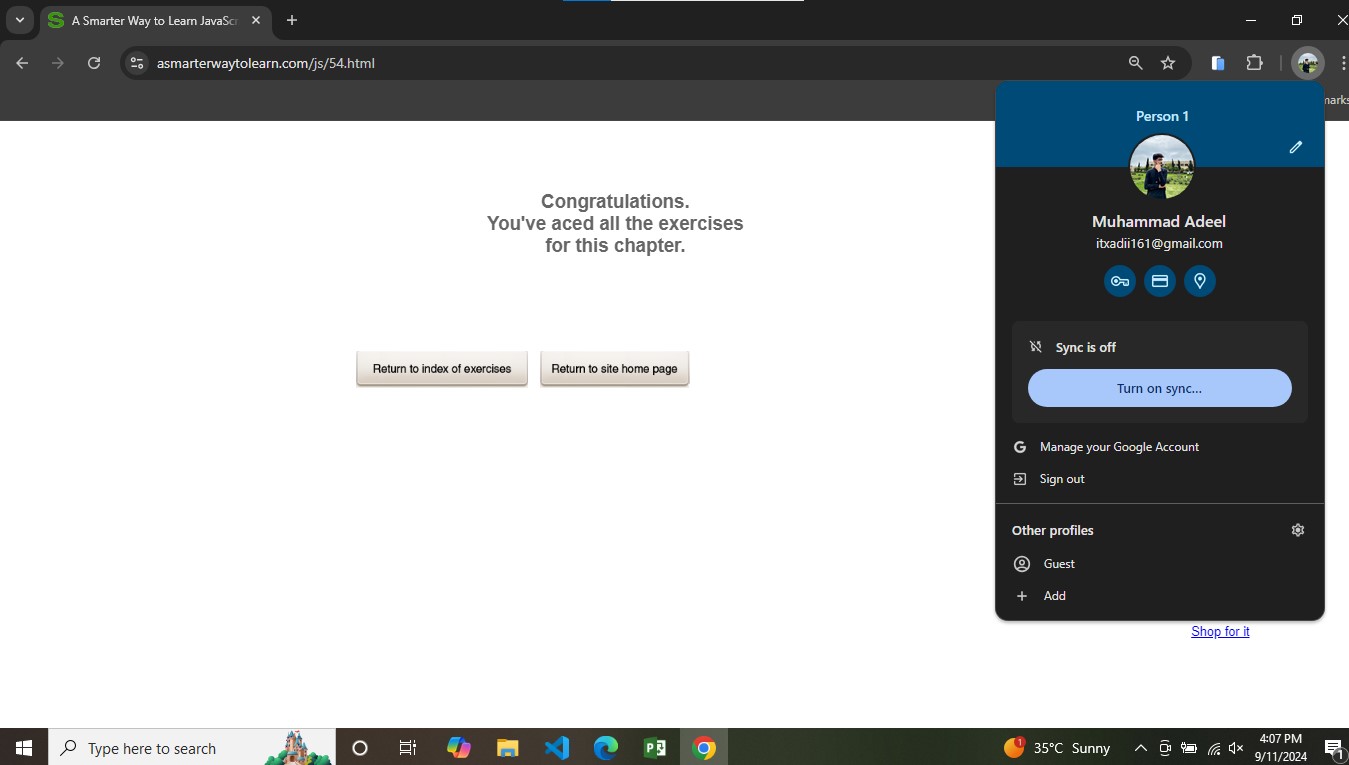 A Smarter Way to Learn JavaScr
asmarterwaytolearn.com/js/54.html
marks
Congratulations.
You've aced all the exercises
for this chapter.
Return to index of exercises
Return to site home page
Person 1
Muhammad Adeel
itxadii161@gmail.com
Sync is off
Turn on sync...
Manage your Google Account
Sign out
Other profiles
Guest
Add
Shop for it
Type here to search
1
35°C Sunny
4:07 PM
9/11/2024
1